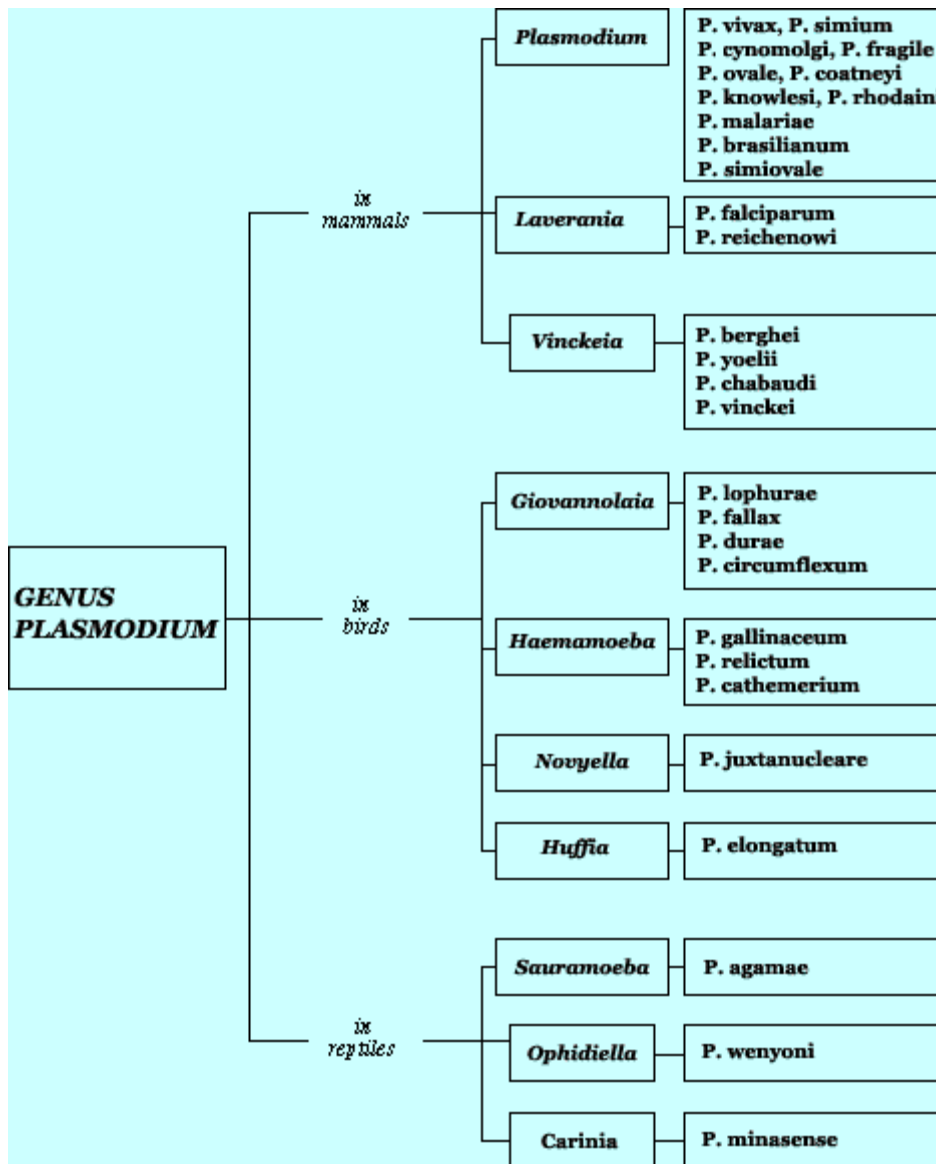 Plasmodium
P. vivax, P. simium
P. cynomolgi, P. fragile
P. ovale, P. coatneyi
P. knowlesi, P. rhodain
P. malariae
P. brasilianum
P. simiovale
in
mammals
Laverania
P. falciparum
P. reichenowi
Vinckeia
P. berghei
P. yoelii
P. chabaudi
P. vinckei
GENUS
PLASMODIUM
in
birds
Giovannolaia
P. lophurae
P. fallax
P. durae
P. circumflexum
Haemamoeba
P. gallinaceum
P. relictum
P. cathemerium
Novyella
P. juxtanucleare
Huffia
P. elongatum
in
reptiles
Sauramoeba
P. agamae
Ophidiella
P. wenyoni
Carinia
P. minasense